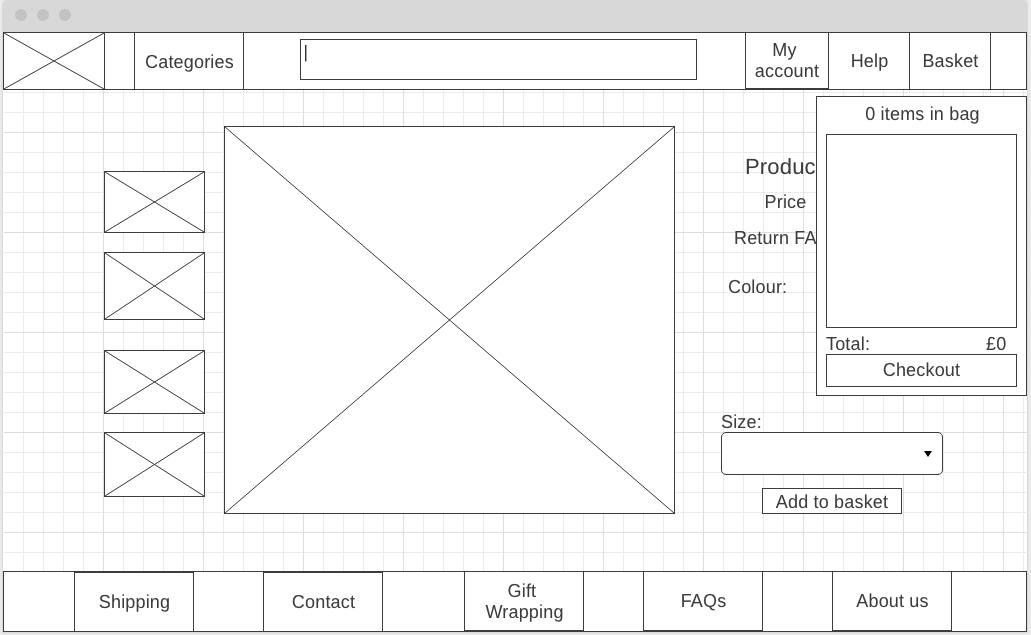 Categories
My
account
Help
Basket
0 items in bag
Produc
Price
Return FA
Colour:
Total: £0
Checkout
Size:
Add to basket
Shipping
Contact
Gift
Wrapping
FAQs
About us